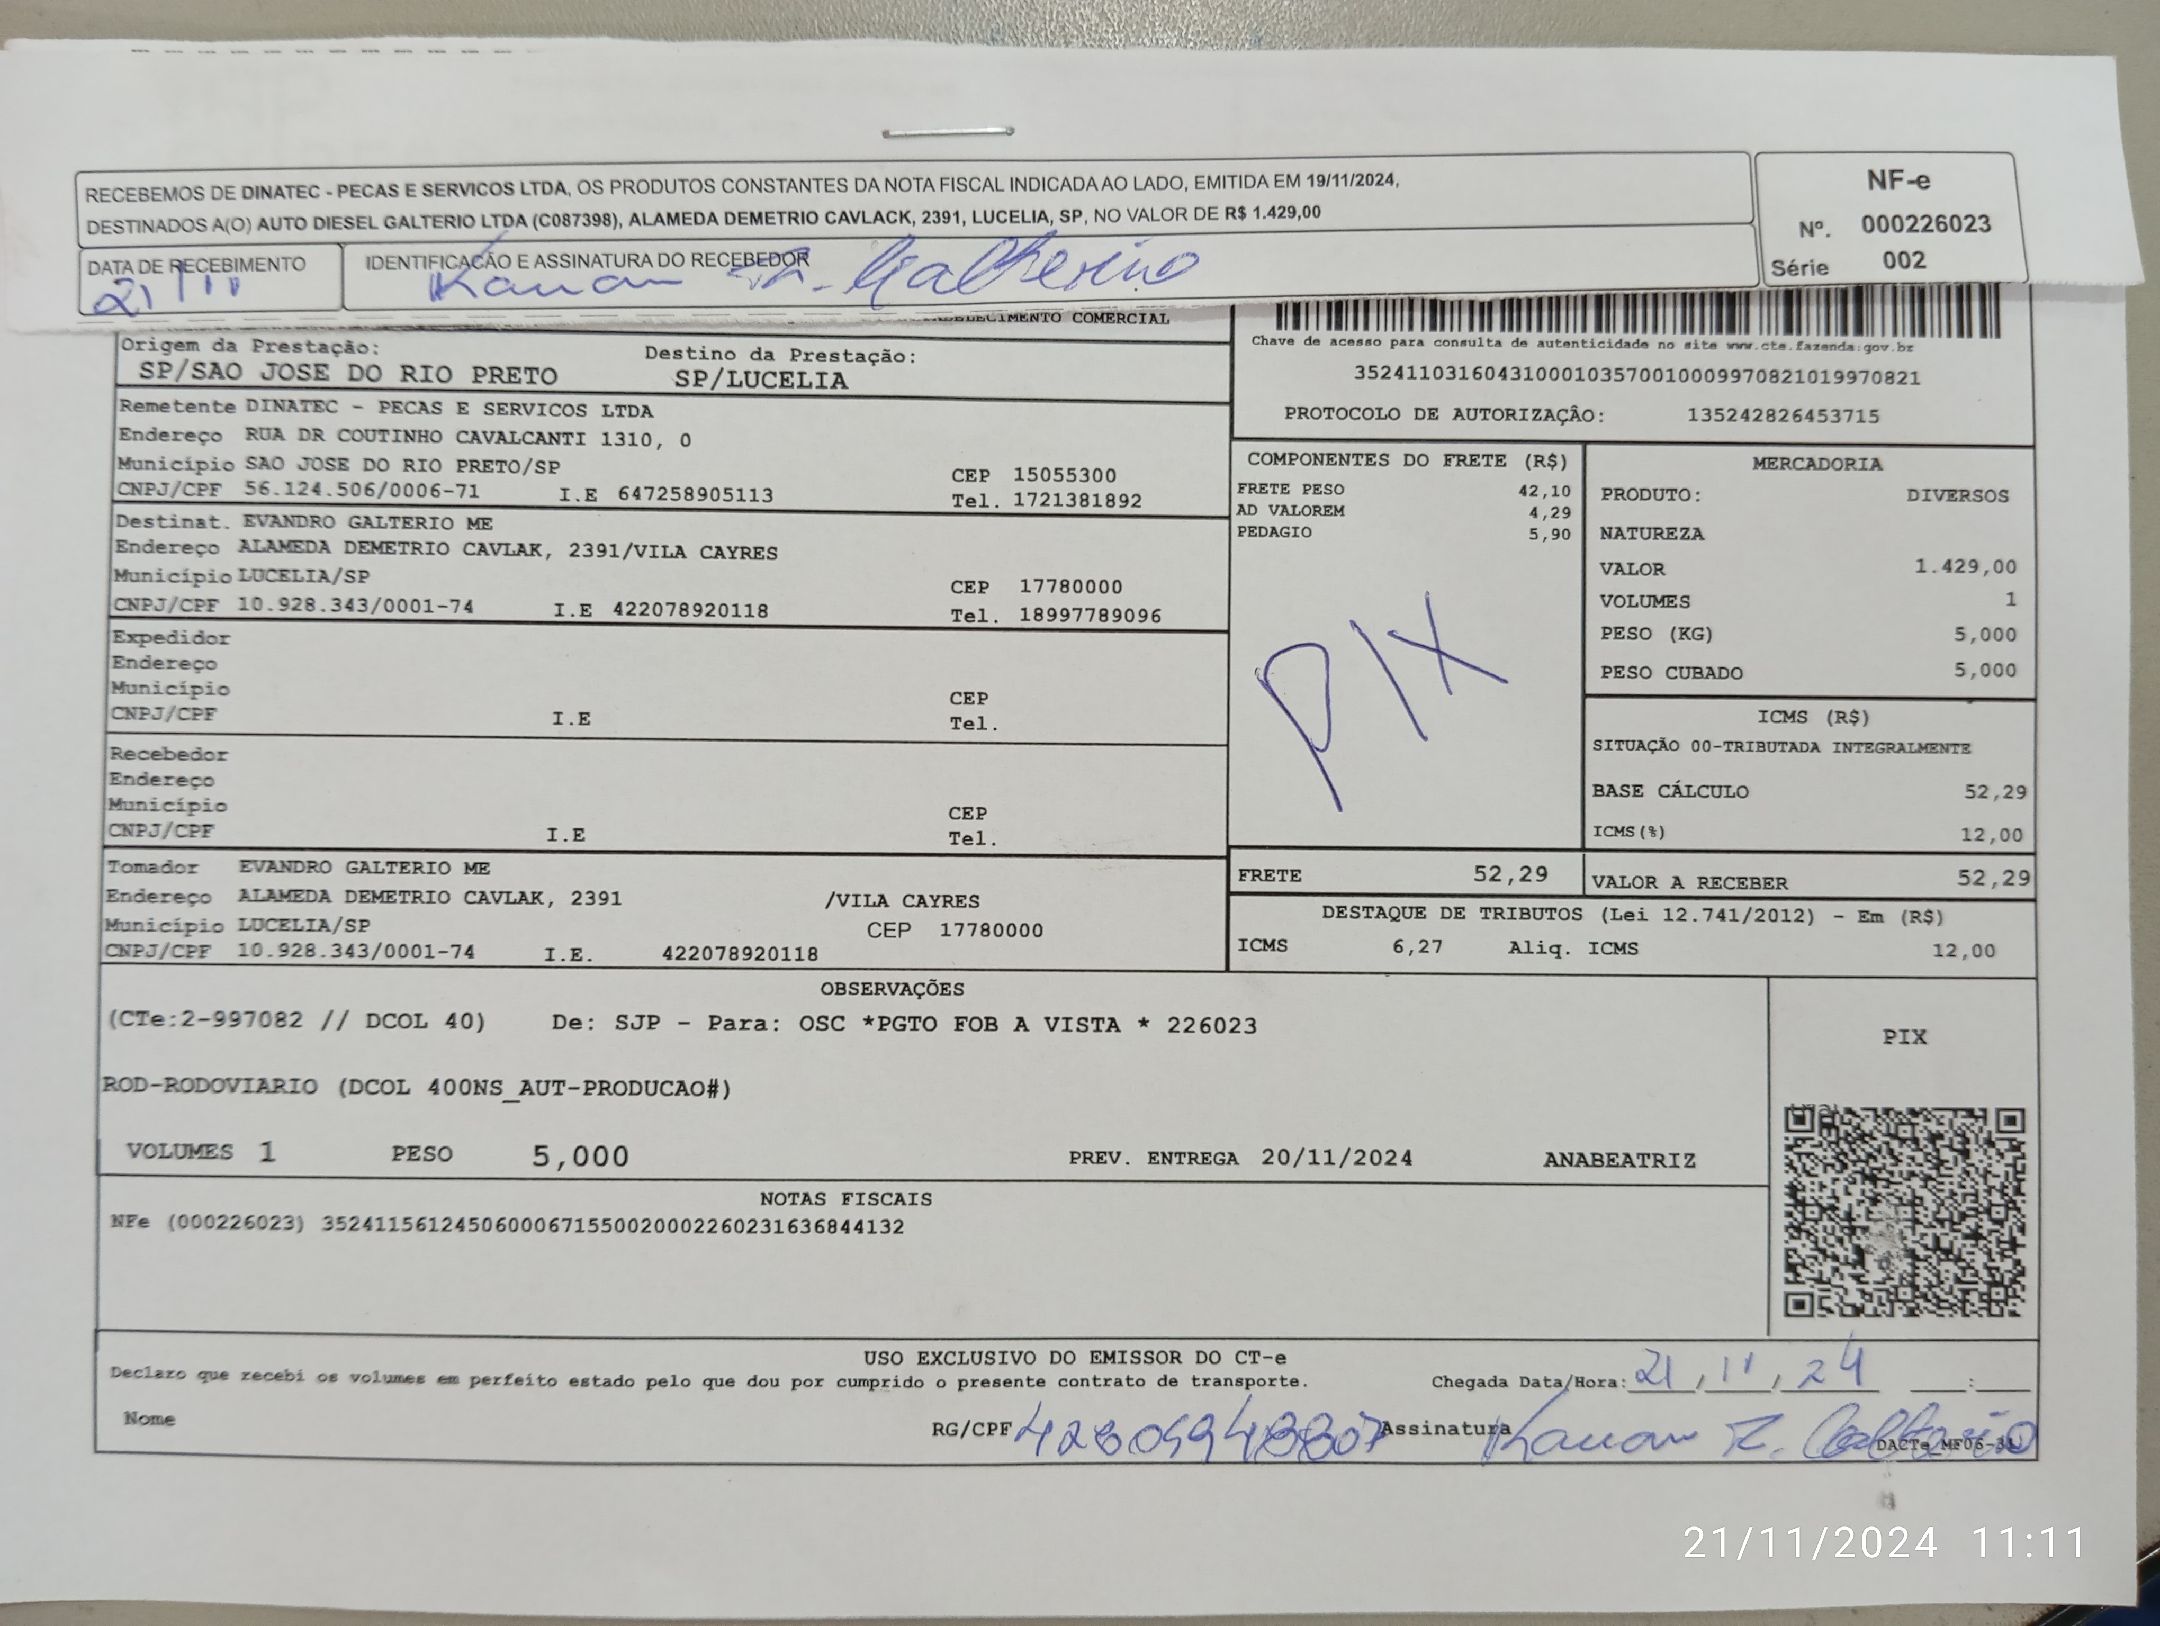 RECEBEMOS DE DINATEC - PECAS E SERVICOS LTDA, OS PRODUTOS CONSTANTES DA NOTA FISCAL INDICADA AO LADO, EMITIDA EM 19/11/2024,
DESTINADOS A(O) AUTO DIESEL GALTERIO LTDA (C087398), ALAMEDA DEMETRIO CAVLACK, 2391, LUCELIA, SP, NO VALOR DE R$ 1.429,00
NF-e
Nº. 000226023
Série 002
DATA DE RECEBIMENTO
21/11
IDENTIFICAÇÃO E ASSINATURA DO RECEBEDOR
COMERCIAL
Origem da Prestação:
SP/SAO JOSE DO RIO PRETO
Destino da Prestação:
SP/LUCELIA
Chave de acesso para consulta de autenticidade no site www.cte.fazenda.gov.br
35241103160431000103570010009970821019970821
PROTOCOLO DE AUTORIZAÇÃO: 135242826453715
Remetente DINATEC - PECAS E SERVICOS LTDA
Endereço RUA DR COUTINHO CAVALCANTI 1310, 0
Município SAO JOSE DO RIO PRETO/SP CEP 15055300
CNPJ/CPF 56.124.506/0006-71 I.E 647258905113 Tel. 1721381892
Destinat. EVANDRO GALTERIO ME
Endereço ALAMEDA DEMETRIO CAVLAK, 2391/VILA CAYRES
Município LUCELIA/SP CEP 17780000
CNPJ/CPF 10.928.343/0001-74 I.E 422078920118 Tel. 18997789096
Expedidor
Endereço
Município CEP
CNPJ/CPF I.E Tel.
Recebedor
Endereço
Município CEP
CNPJ/CPF I.E Tel.
Tomador EVANDRO GALTERIO ME
Endereço ALAMEDA DEMETRIO CAVLAK, 2391 /VILA CAYRES
Município LUCELIA/SP CEP 17780000
CNPJ/CPF 10.928.343/0001-74 I.E. 422078920118
COMPONENTES DO FRETE (R$)
FRETE PESO 42,10
AD VALOREM 4,29
PEDAGIO 5,90
PIX
FRETE 52,29
MERCADORIA
PRODUTO: DIVERSOS
NATUREZA
VALOR 1.429,00
VOLUMES 1
PESO (KG) 5,000
PESO CUBADO 5,000
ICMS (R$)
SITUAÇÃO 00-TRIBUTADA INTEGRALMENTE
BASE CÁLCULO 52,29
ICMS(%) 12,00
VALOR A RECEBER 52,29
DESTAQUE DE TRIBUTOS (Lei 12.741/2012) - Em (R$)
ICMS 6,27 Aliq. ICMS 12,00
OBSERVAÇÕES
(CTe:2-997082 // DCOL 40) De: SJP - Para: OSC *PGTO FOB A VISTA * 226023
ROD-RODOVIARIO (DCOL 400NS_AUT-PRODUCAO#)
VOLUMES 1 PESO 5,000 PREV. ENTREGA 20/11/2024 ANABEATRIZ
PIX
NOTAS FISCAIS
NFe (000226023) 35241156124506000671550020002260231636844132
USO EXCLUSIVO DO EMISSOR DO CT-e
Declaro que recebi os volumes em perfeito estado pelo que dou por cumprido o presente contrato de transporte.
Chegada Data/Hora: 21/11/24 :
Nome RG/CPF Assinatura
21/11/2024 11:11